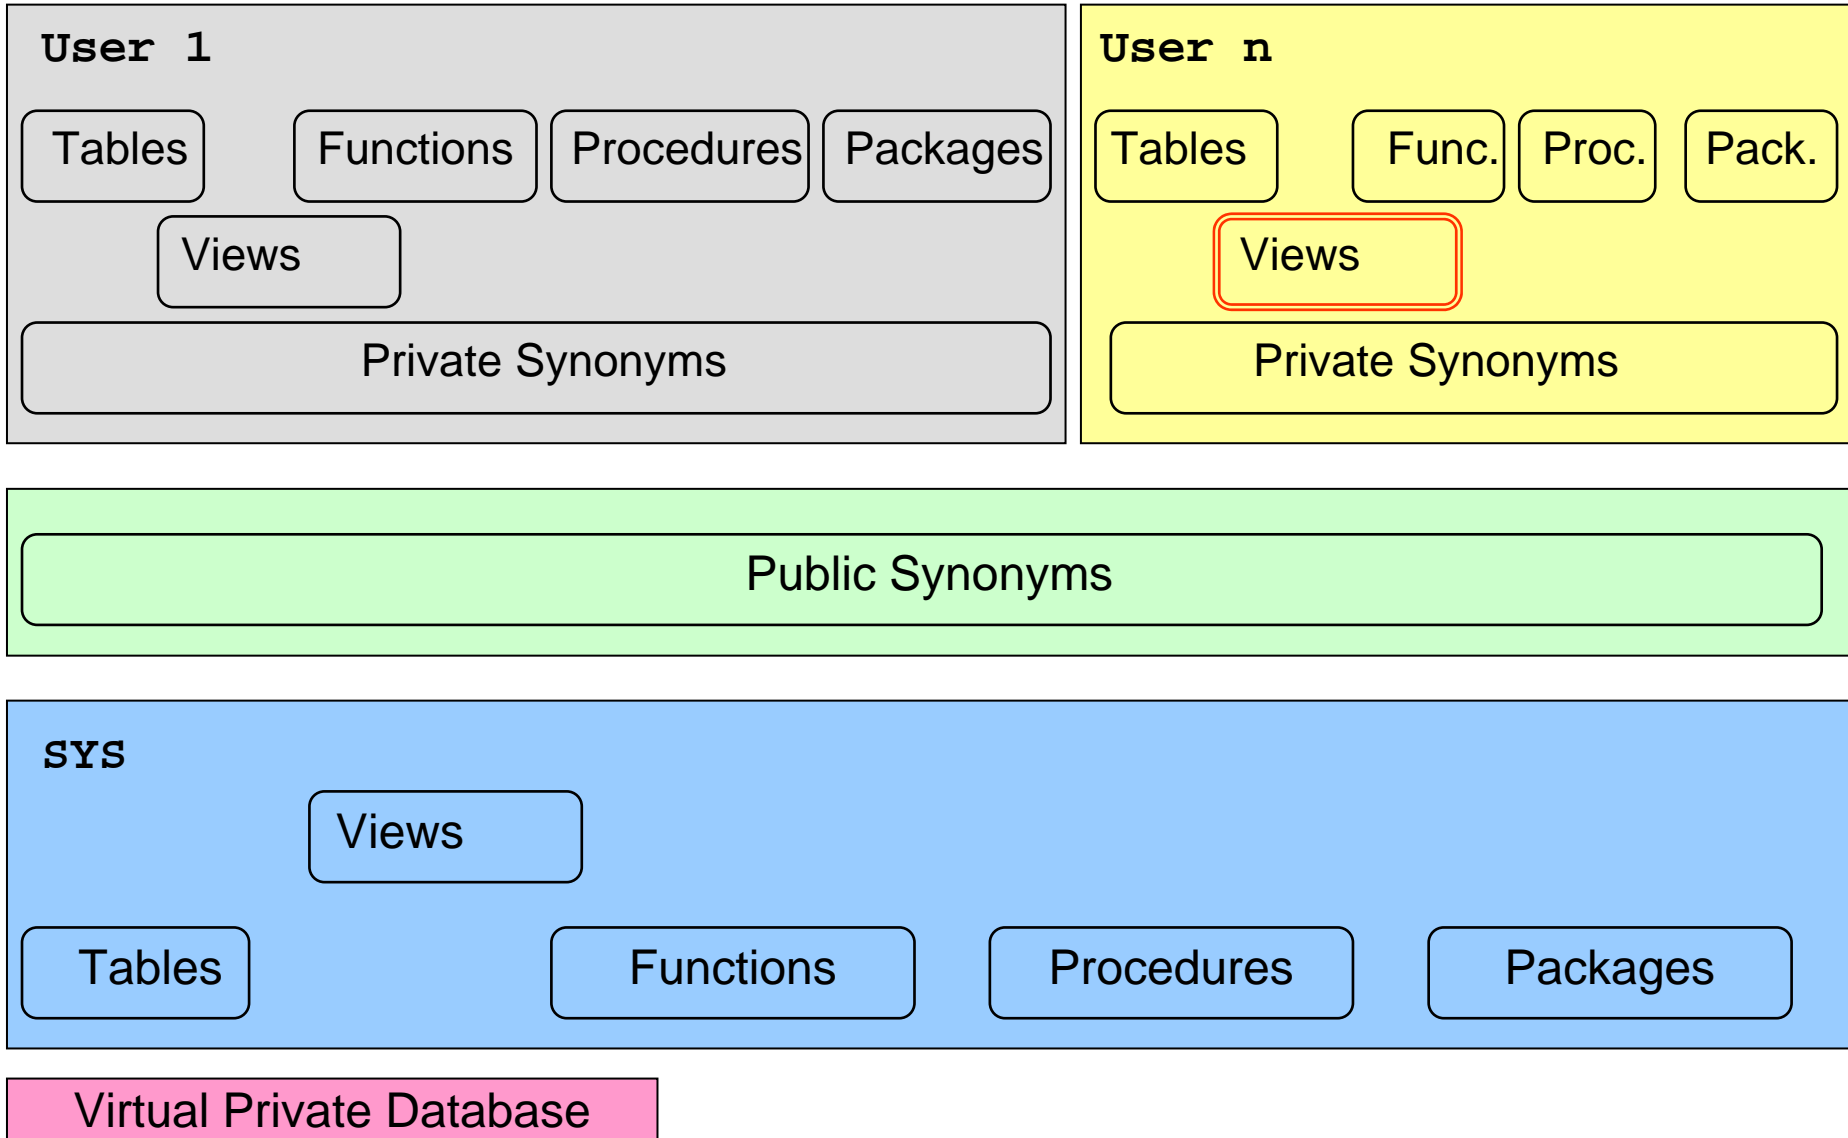 User 1
Tables Functions Procedures Packages
Views
Private Synonyms
User n
Tables Func. Proc. Pack.
Views
Private Synonyms
Public Synonyms
SYS
Views
Tables Functions Procedures Packages
Virtual Private Database